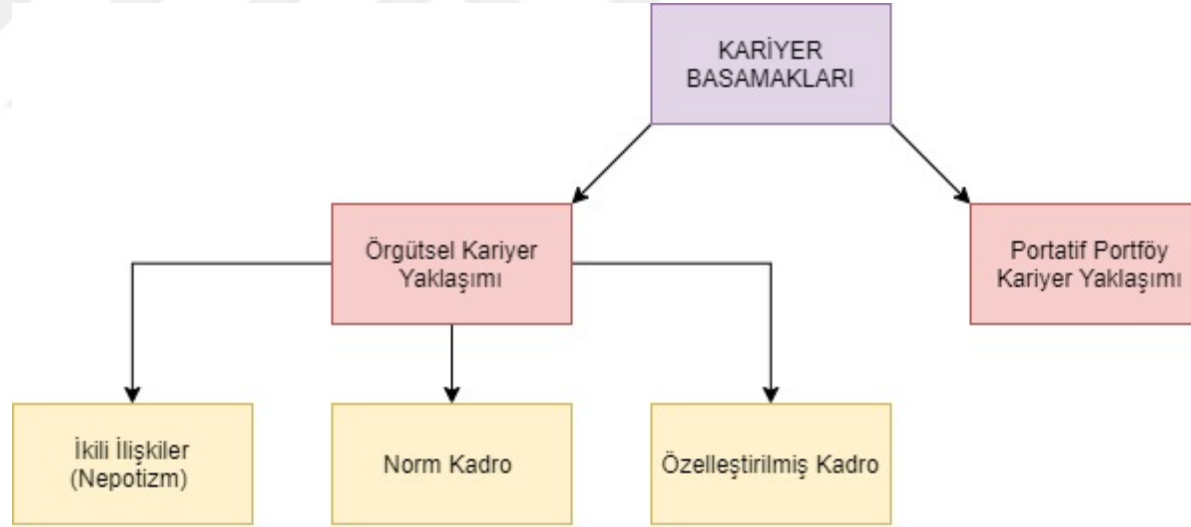 KARİYER
BASAMAKLARI
Örgütsel Kariyer
Yaklaşımı
Portatif Portföy
Kariyer Yaklaşımı
İkili İlişkiler
(Nepotizm)
Norm Kadro
Özelleştirilmiş Kadro